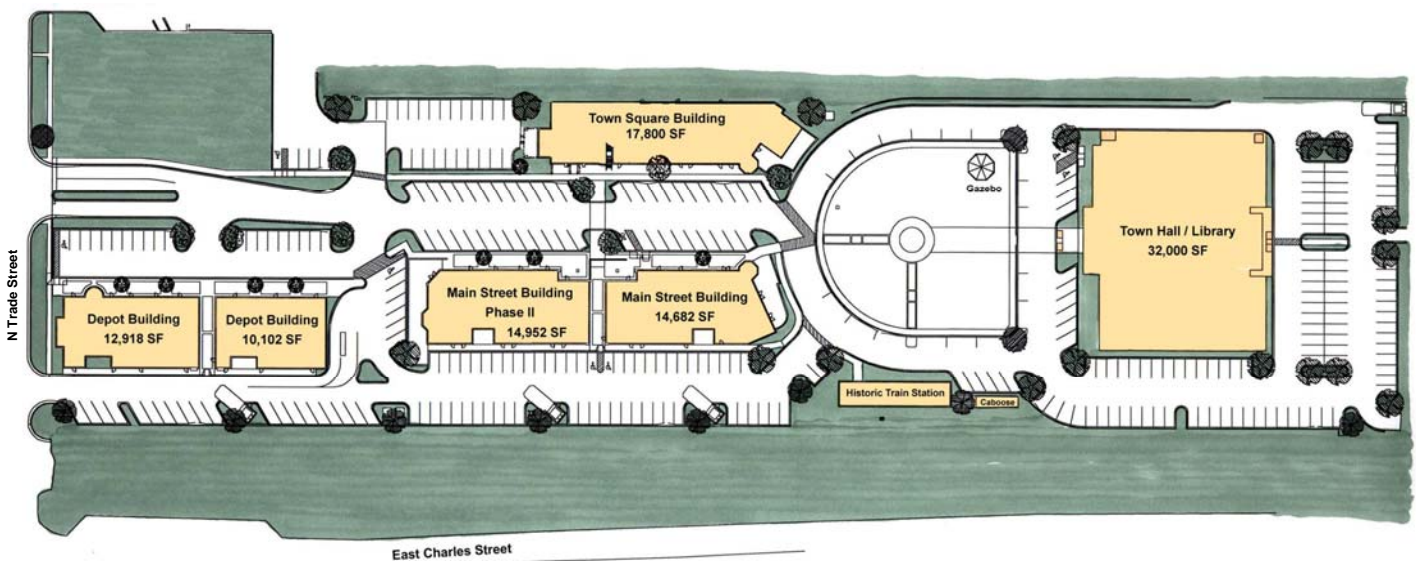 Town Square Building
17,800 SF
Gazebo
Town Hall / Library
32,000 SF
N Trade Street
Depot Building
12,918 SF
Depot Building
10,102 SF
Main Street Building
Phase II
14,952 SF
Main Street Building
14,682 SF
Historic Train Station
Caboose
East Charles Street